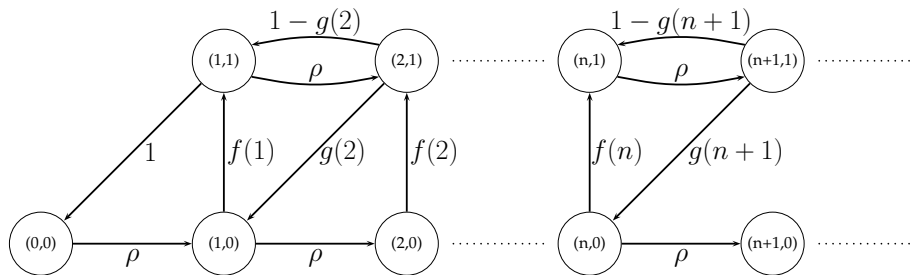 1 − g(2) 1 − g(n + 1)
(1,1) (2,1) (n,1) (n+1,1)
ρ ρ
1 f(1) g(2) f(2) f(n) g(n + 1)
(0,0) (1,0) (2,0) (n,0) (n+1,0)
ρ ρ ρ